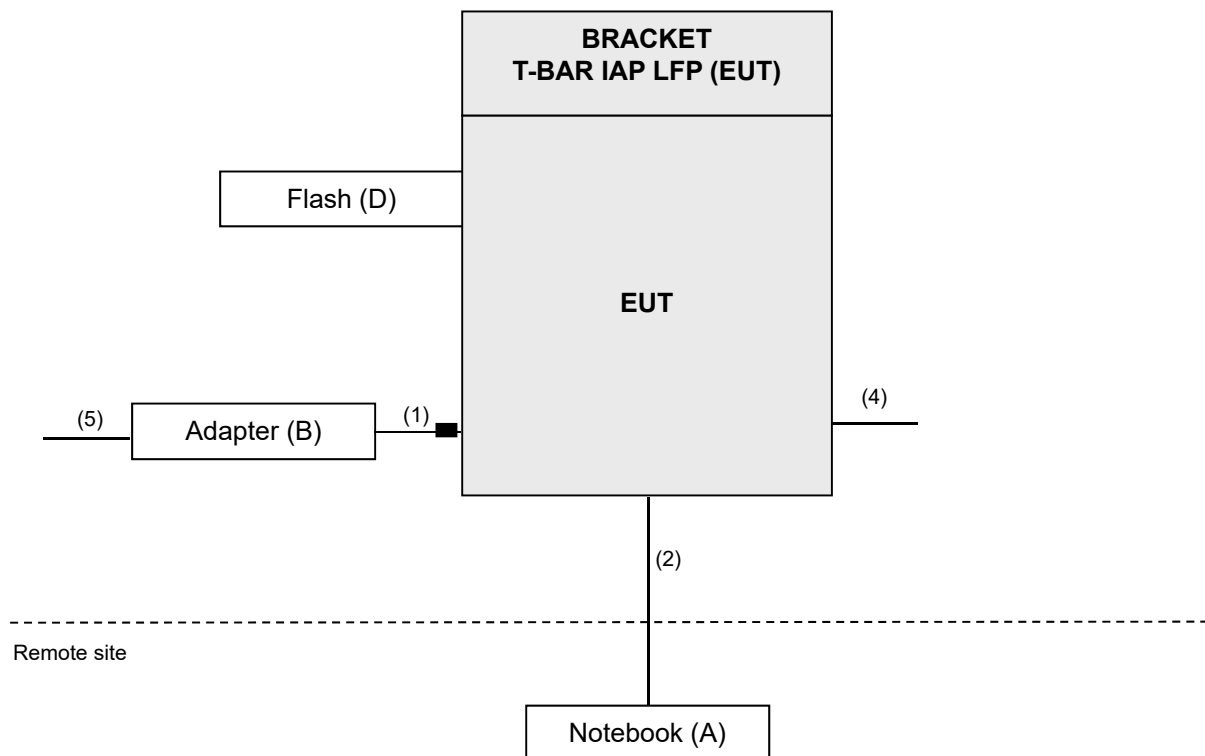 BRACKET
T-BAR IAP LFP (EUT)
Flash (D)
EUT
(5)
Adapter (B)
(1)
(4)
(2)
Remote site
Notebook (A)